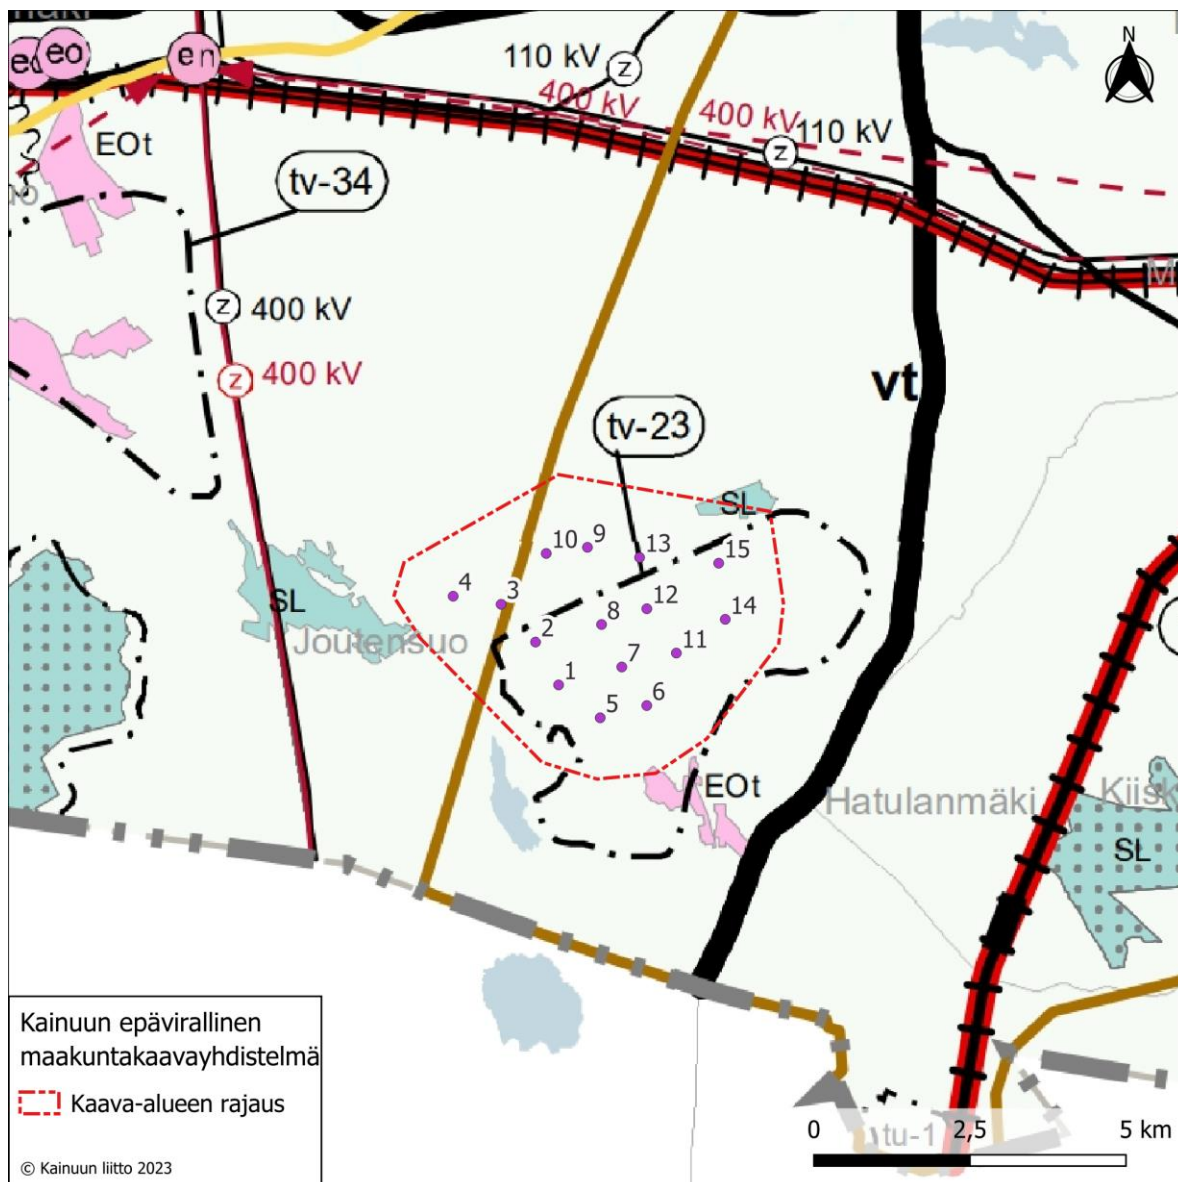 N
eo
en
110 kV
z
400 kV
400 kV
110 kV
z
EOt
tv-34
z
400 kV
z
400 kV
vt
tv-23
SL
10
9
13
15
4
3
12
8
14
2
11
7
1
6
5
SL
Joutensuo
EOt
Hatulanmäki
SL
Kainuun epävirallinen
maakuntakaavayhdistelmä
Kaava-alueen rajaus
© Kainuun liitto 2023
tu-1
0
2,5
5 km